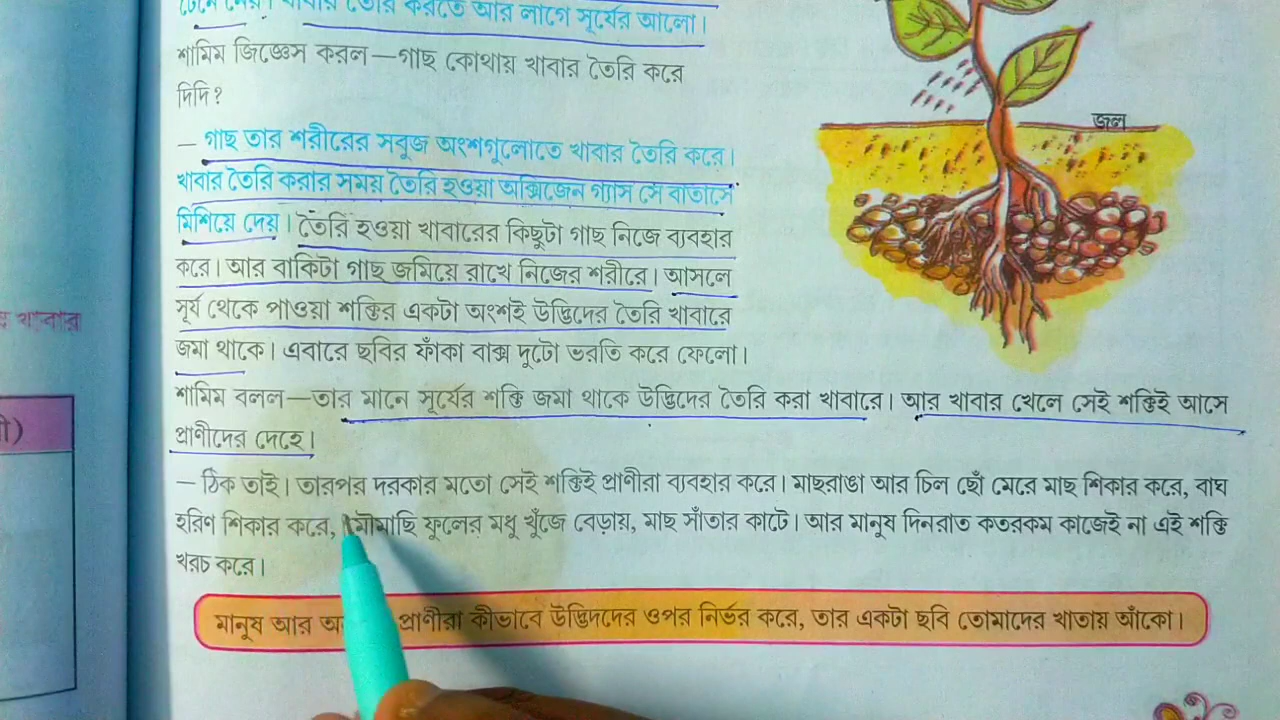 টেনে নেয়। খাবার তৈরি করতে আর লাগে সূর্যের আলো।
শামিম জিজ্ঞেস করল—গাছ কোথায় খাবার তৈরি করে
দিদি?
— গাছ তার শরীরের সবুজ অংশগুলোতে খাবার তৈরি করে।
খাবার তৈরি করার সময় তৈরি হওয়া অক্সিজেন গ্যাস সে বাতাসে
মিশিয়ে দেয়। তৈরি হওয়া খাবারের কিছুটা গাছ নিজে ব্যবহার
করে। আর বাকিটা গাছ জমিয়ে রাখে নিজের শরীরে। আসলে
সূর্য থেকে পাওয়া শক্তির একটা অংশই উদ্ভিদের তৈরি খাবারে
জমা থাকে। এবারে ছবির ফাঁকা বাক্স দুটো ভরতি করে ফেলো।
শামিম বলল—তার মানে সূর্যের শক্তি জমা থাকে উদ্ভিদের তৈরি করা খাবারে। আর খাবার খেলে সেই শক্তিই আসে
প্রাণীদের দেহে।
— ঠিক তাই। তারপর দরকার মতো সেই শক্তিই প্রাণীরা ব্যবহার করে। মাছরাঙা আর চিল ছোঁ মেরে মাছ শিকার করে, বাঘ
হরিণ শিকার করে, মৌমাছি ফুলের মধু খুঁজে বেড়ায়, মাছ সাঁতার কাটে। আর মানুষ দিনরাত কতরকম কাজেই না এই শক্তি
খরচ করে।
মানুষ আর প্রাণীরা কীভাবে উদ্ভিদদের ওপর নির্ভর করে, তার একটা ছবি তোমাদের খাতায় আঁকো।
জল
খাবার